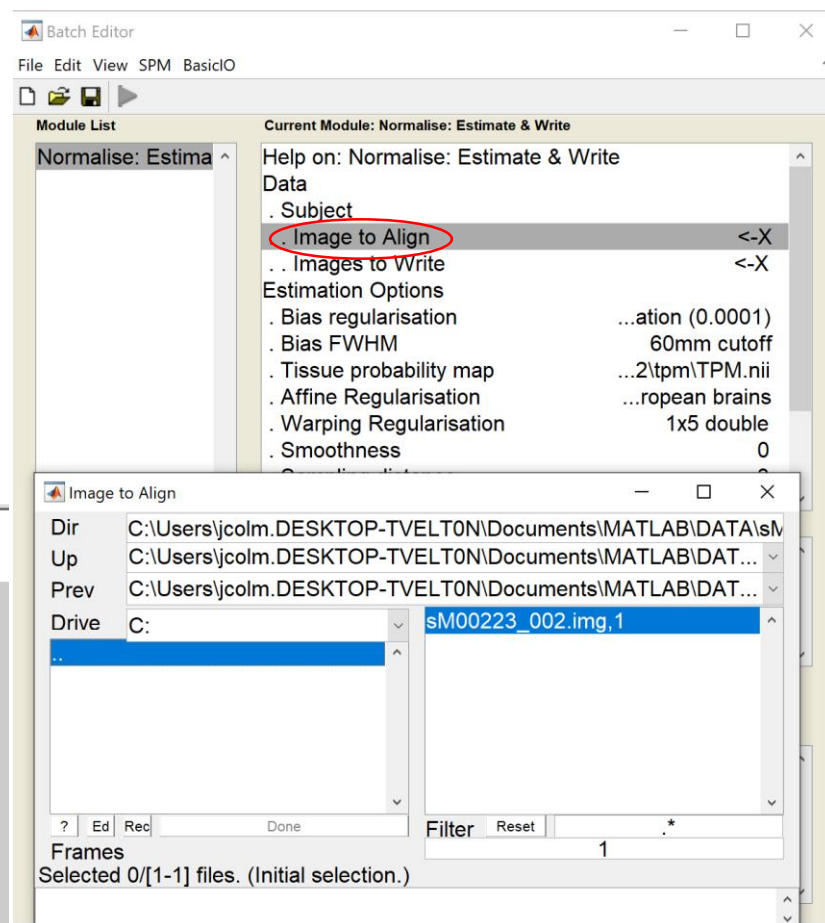 Batch Editor
File Edit View SPM BasicIO
Module List
Current Module: Normalise: Estimate & Write
Normalise: Estima
Help on: Normalise: Estimate & Write
Data
. Subject
. . Image to Align <-X
. . Images to Write <-X
Estimation Options
. Bias regularisation ...ation (0.0001)
. Bias FWHM 60mm cutoff
. Tissue probability map ...2\tpm\TPM.nii
. Affine Regularisation ...ropean brains
. Warping Regularisation 1x5 double
. Smoothness 0
Image to Align
Dir C:\Users\jcolm.DESKTOP-TVELT0N\Documents\MATLAB\DATA\sM
Up C:\Users\jcolm.DESKTOP-TVELT0N\Documents\MATLAB\DAT...
Prev C:\Users\jcolm.DESKTOP-TVELT0N\Documents\MATLAB\DAT...
Drive C:
sM00223_002.img,1
..
? Ed Rec Done
Filter Reset .*
Frames 1
Selected 0/[1-1] files. (Initial selection.)